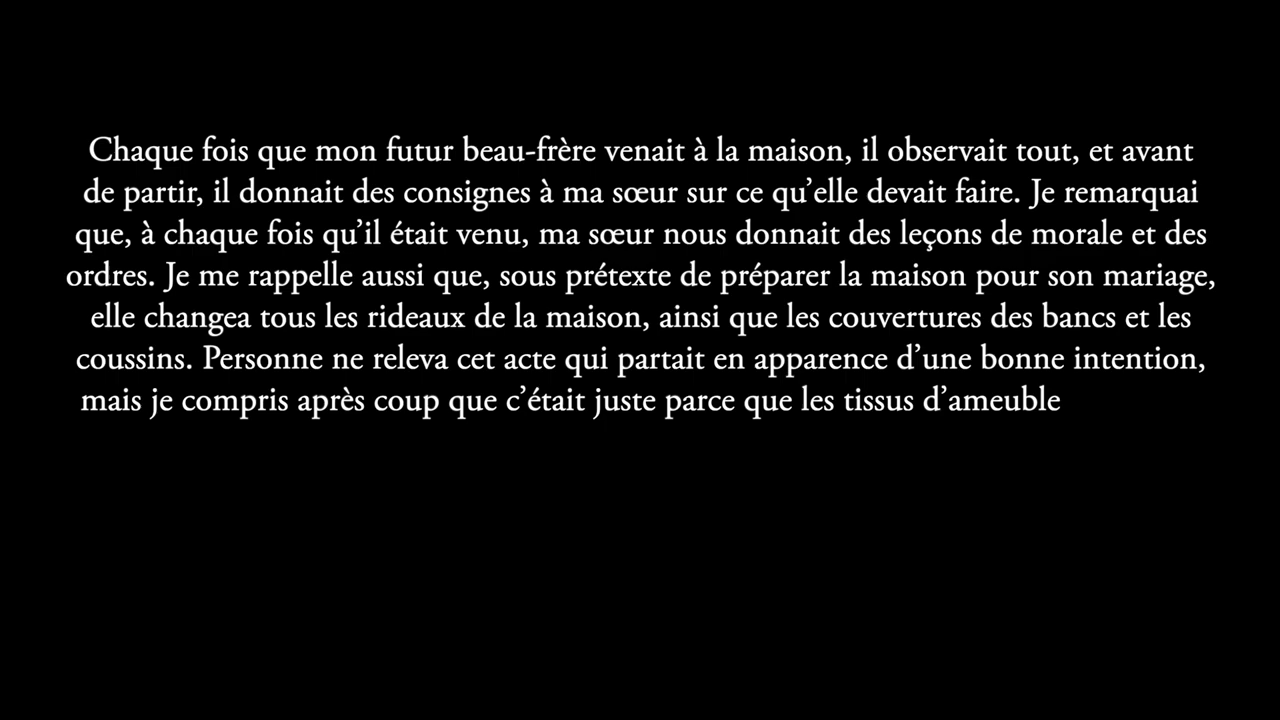 Chaque fois que mon futur beau-frère venait à la maison, il observait tout, et avant
de partir, il donnait des consignes à ma sœur sur ce qu’elle devait faire. Je remarquai
que, à chaque fois qu’il était venu, ma sœur nous donnait des leçons de morale et des
ordres. Je me rappelle aussi que, sous prétexte de préparer la maison pour son mariage,
elle changea tous les rideaux de la maison, ainsi que les couvertures des bancs et les
coussins. Personne ne releva cet acte qui partait en apparence d’une bonne intention,
mais je compris après coup que c’était juste parce que les tissus d’ameuble